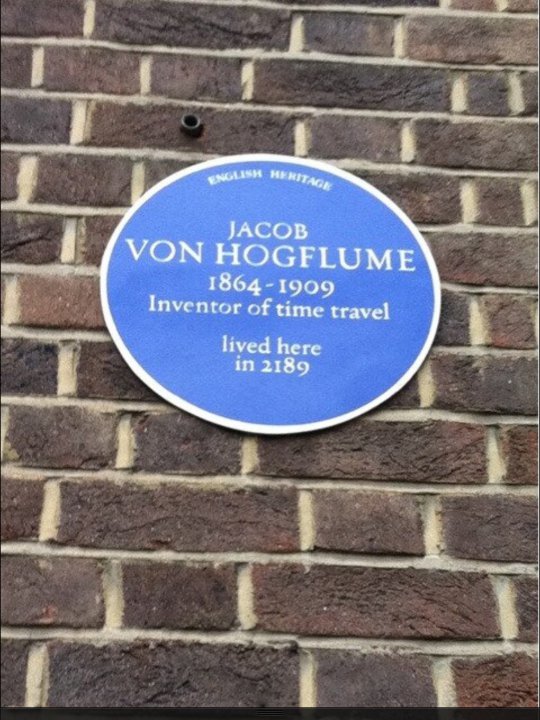 ENGLISH HERITAGE
JACOB
VON HOGFLUME
1864-1909
Inventor of time travel
lived here
in 2189